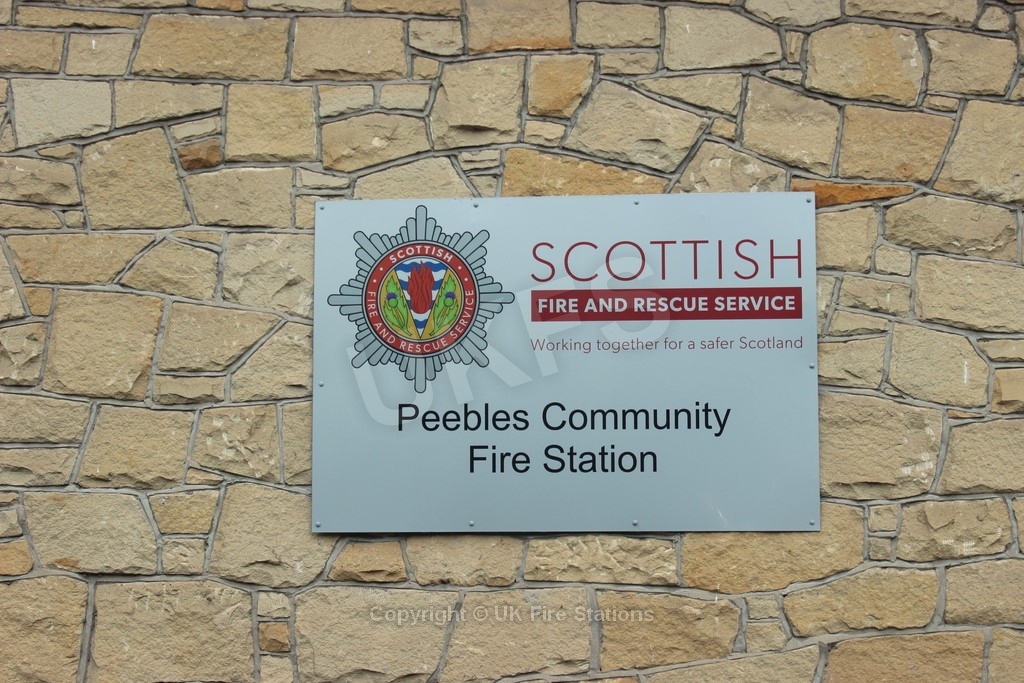 SCOTTISH
FIRE AND RESCUE SERVICE
SCOTTISH
FIRE AND RESCUE SERVICE
Working together for a safer Scotland
UKFS
Peebles Community
Fire Station
Copyright © UK Fire Stations